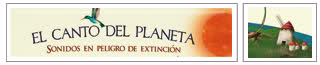 EL CANTO DEL PLANETA
SONIDOS EN PELIGRO DE EXTINCIÓN